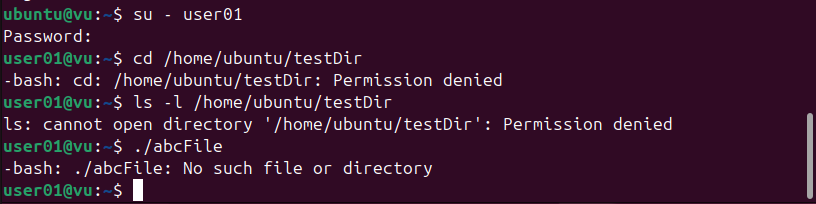 ubuntu@vu:~$ su - user01
Password:
user01@vu:~$ cd /home/ubuntu/testDir
-bash: cd: /home/ubuntu/testDir: Permission denied
user01@vu:~$ ls -l /home/ubuntu/testDir
ls: cannot open directory '/home/ubuntu/testDir': Permission denied
user01@vu:~$ ./abcFile
-bash: ./abcFile: No such file or directory
user01@vu:~$